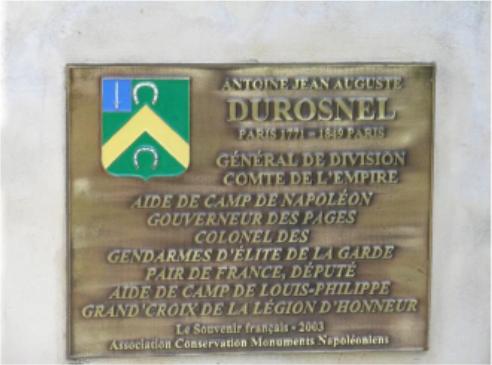 ANTOINE JEAN AUGUSTE
DUROSNEL
PARIS 1771 - 1849 PARIS
GÉNÉRAL DE DIVISION
COMTE DE L'EMPIRE
AIDE DE CAMP DE NAPOLÉON
GOUVERNEUR DES PAGES
COLONEL DES
GENDARMES D'ÉLITE DE LA GARDE
PAIR DE FRANCE, DÉPUTÉ
AIDE DE CAMP DE LOUIS-PHILIPPE
GRAND'CROIX DE LA LÉGION D'HONNEUR
Le Souvenir français - 2003
Association Conservation Monuments Napoléoniens